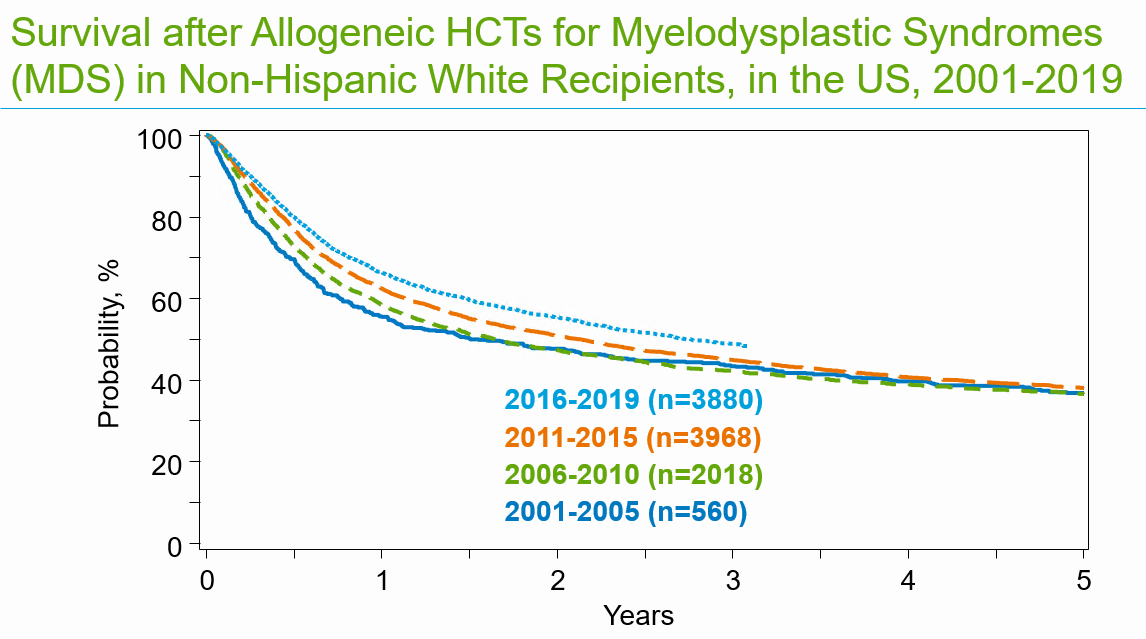 Survival after Allogeneic HCTs for Myelodysplastic Syndromes
(MDS) in Non-Hispanic White Recipients, in the US, 2001-2019
Probability, %
100
80
60
40
20
0
2016-2019 (n=3880)
2011-2015 (n=3968)
2006-2010 (n=2018)
2001-2005 (n=560)
0 1 2 3 4 5
Years